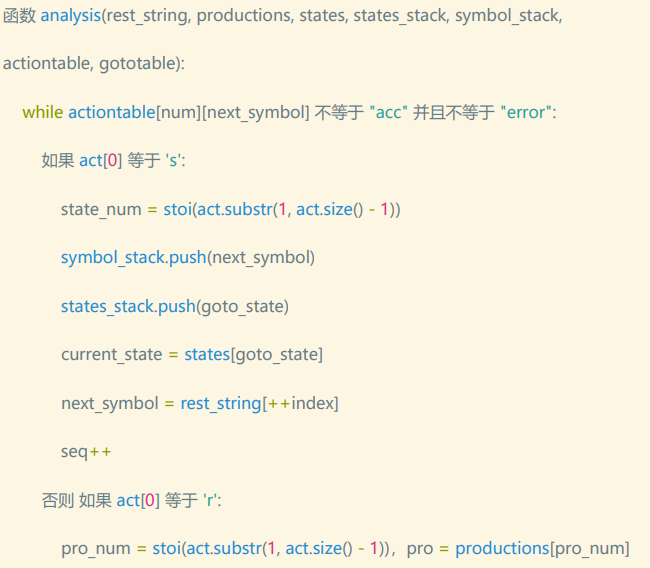 函数 analysis(rest_string, productions, states, states_stack, symbol_stack,
actiontable, gototable):
while actiontable[num][next_symbol] 不等于 "acc" 并且不等于 "error":
如果 act[0] 等于 's':
state_num = stoi(act.substr(1, act.size() - 1))
symbol_stack.push(next_symbol)
states_stack.push(goto_state)
current_state = states[goto_state]
next_symbol = rest_string[++index]
seq++
否则 如果 act[0] 等于 'r':
pro_num = stoi(act.substr(1, act.size() - 1)),  pro = productions[pro_num]